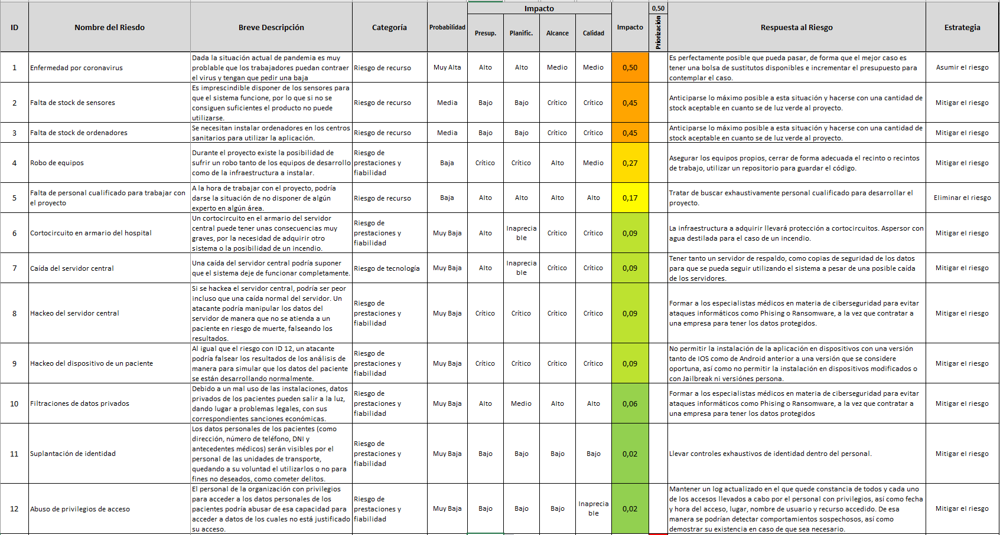 Impacto
0,50
ID
Nombre del Riesdo
Breve Descripción
Categoría
Probabilidad
Presup.
Planific.
Alcance
Calidad
Impacto
Priorización
Respuesta al Riesgo
Estrategia
1
Enfermedad por coronavirus
Dada la situación actual de pandemia es muy
problable que los trabajadores puedan contraer
el virus y tengan que pedir una baja
Riesgo de recurso
Muy Alta
Alto
Alto
Medio
Medio
0,50
Es perfectamente posible que pueda pasar, de forma que el mejor caso es
tener una bolsa de sustitutos disponibles e incrementar el presupuesto para
contemplar el caso.
Asumir el riesgo
2
Falta de stock de sensores
Es imprescindible disponer de los sensores para
que el sistema funcione, por lo que si no se
consiguen suficientes el producto no puede
utilizarse.
Riesgo de recurso
Media
Bajo
Bajo
Crítico
Crítico
0,45
Anticiparse lo máximo posible a esta situación y hacerse con una cantidad de
stock aceptable en cuanto se de luz verde al proyecto.
Mitigar el riesgo
3
Falta de stock de ordenadores
Se necesitan instalar ordenadores en los centros
sanitarios para utilizar la aplicación.
Riesgo de recurso
Media
Bajo
Bajo
Crítico
Crítico
0,45
Anticiparse lo máximo posible a esta situación y hacerse con una cantidad de
stock aceptable en cuanto se de luz verde al proyecto.
Mitigar el riesgo
4
Robo de equipos
Durante el proyecto existe la posibilidad de
sufrir un robo tanto de los equipos de desarrollo
como de la infraestructura a instalar.
Riesgo de
prestaciones y
fiabilidad
Baja
Crítico
Crítico
Alto
Medio
0,27
Asegurar los equipos propios, cerrar de forma adecuada el recinto o recintos
de trabajo, utilizar un repositorio para guardar el código.
Mitigar el riesgo
5
Falta de personal cualificado para trabajar con
el proyecto
A la hora de trabajar con el proyecto, podría
darse la situación de no disponer de algún
experto en algún área.
Riesgo de recurso
Baja
Alto
Alto
Alto
Alto
0,17
Tratar de buscar exhaustivamente personal cualificado para desarrollar el
proyecto.
Eliminar el riesgo
6
Cortocircuito en armario del hospital
Un cortocircuito en el armario del servidor
central puede tener unas consecuencias muy
graves, por la necesidad de adquirir otro
sistema o la posibilidad de un incendio.
Riesgo de
prestaciones y
fiabilidad
Muy Baja
Alto
Inaprecia
ble
Crítico
Crítico
0,09
La infraestructura a adquirir llevará protección a cortocircuitos. Aspersor con
agua destilada para el caso de un incendio.
Mitigar el riesgo
7
Caída del servidor central
Una caída del servidor central podría suponer
que el sistema deje de funcionar completamente.
Riesgo de tecnología
Muy Baja
Alto
Inaprecia
ble
Crítico
Crítico
0,09
Tener tanto un servidor de respaldo, como copias de seguridad de los datos
para que se pueda seguir utilizando el sistema a pesar de una posible caída
de los servidores.
Mitigar el riesgo
8
Hackeo del servidor central
Si se hackea el servidor central, podría ser peor
incluso que una caída normal del servidor. Un
atacante podría manipular los datos del
servidor de manera que no se atienda a un
paciente en riesgo de muerte, falseando los
resultados.
Riesgo de
prestaciones y
fiabilidad
Muy Baja
Crítico
Crítico
Crítico
Crítico
0,09
Formar a los especialistas médicos en materia de ciberseguridad para evitar
ataques informáticos como Phising o Ransomware, a la vez que contratar a
una empresa para tener los datos protegidos.
Mitigar el riesgo
9
Hackeo del dispositivo de un paciente
Al igual que el riesgo con ID 12, un atacante
podría falsear los resultados de los análisis de
manera para simular que los datos del paciente
se están desarrollando normalmente.
Riesgo de
prestaciones y
fiabilidad
Muy Baja
Crítico
Crítico
Crítico
Crítico
0,09
No permitir la instalación de la aplicación en dispositivos con una versión
tanto de IOS como de Android anterior a una versión que se considere
oportuna, así como no permitir la instalación en dispositivos modificados o
con Jailbreak ni versiónes persona.
Mitigar el riesgo
10
Filtraciones de datos privados
Debido a un mal uso de las instalaciones, datos
privados de los pacientes pueden salir a la luz,
dando lugar a problemas legales, con sus
correspondientes sanciones económicas.
Riesgo de
prestaciones y
fiabilidad
Muy Baja
Alto
Medio
Alto
Alto
0,06
Formar a los especialistas médicos en materia de ciberseguridad para evitar
ataques informáticos como Phising o Ransomware, a la vez que contratar a
una empresa para tener los datos protegidos
Mitigar el riesgo
11
Suplantación de identidad
Los datos personales de los pacientes (como
dirección, número de teléfono, DNI y
antecedentes médicos) serán visibles por el
personal de las unidades de transporte,
quedando a su voluntad el utilizarlos o no para
fines no deseados, como cometer delitos.
Riesgo de
prestaciones y
fiabilidad
Muy Baja
Bajo
Bajo
Bajo
Bajo
0,02
Llevar controles exhaustivos de identidad dentro del personal.
Mitigar el riesgo
12
Abuso de privilegios de acceso
El personal de la organización con privilegios
para acceder a los datos personales de los
pacientes podría abusar de esa capacidad para
acceder a datos de los cuales no está justificado
su acceso.
Riesgo de
prestaciones y
fiabilidad
Muy Baja
Bajo
Bajo
Bajo
Inaprecia
ble
0,02
Mantener un log actualizado en el que quede constancia de todos y cada uno
de los accesos llevados a cabo por el personal con privilegios, así como fecha
y hora del acceso, lugar, nombre de usuario y recurso accedido. De esa
manera se podrían detectar comportamientos sospechosos, así como
demostrar su existencia en caso de que sea necesario.
Mitigar el riesgo